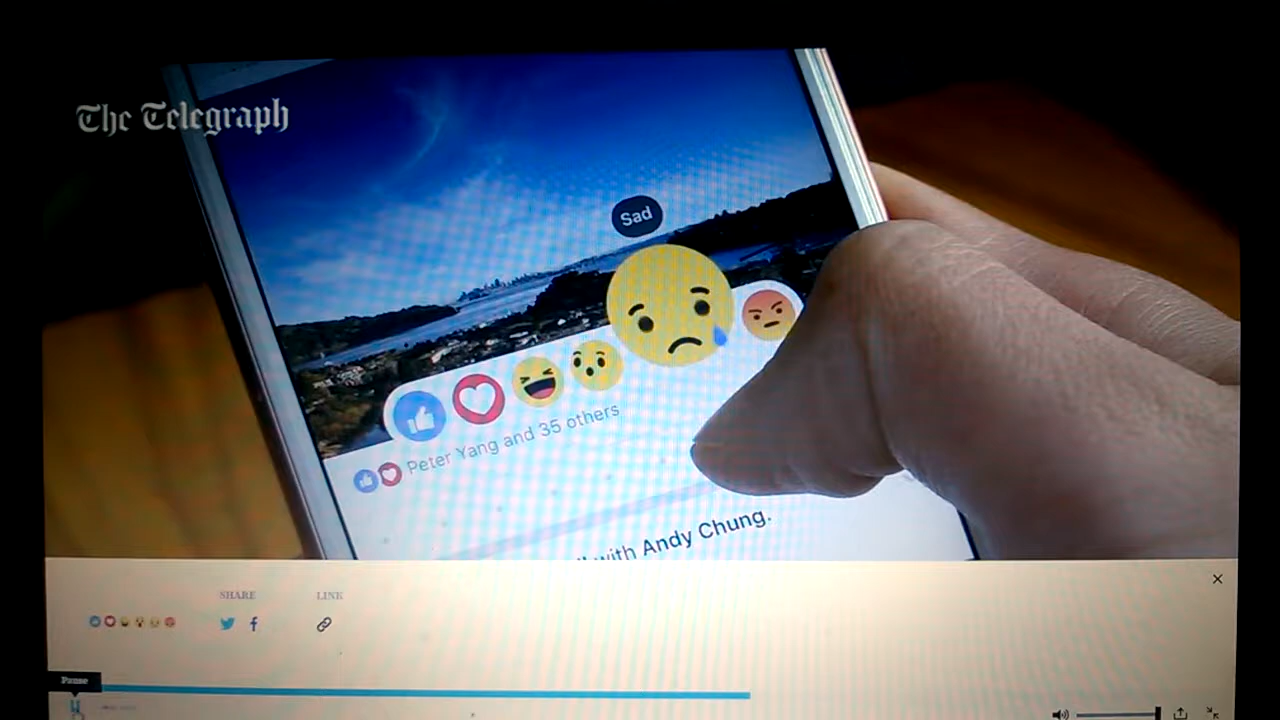 The Telegraph
Sad
Peter Yang and 35 others
with Andy Chung.
SHARE
LINK
Pause